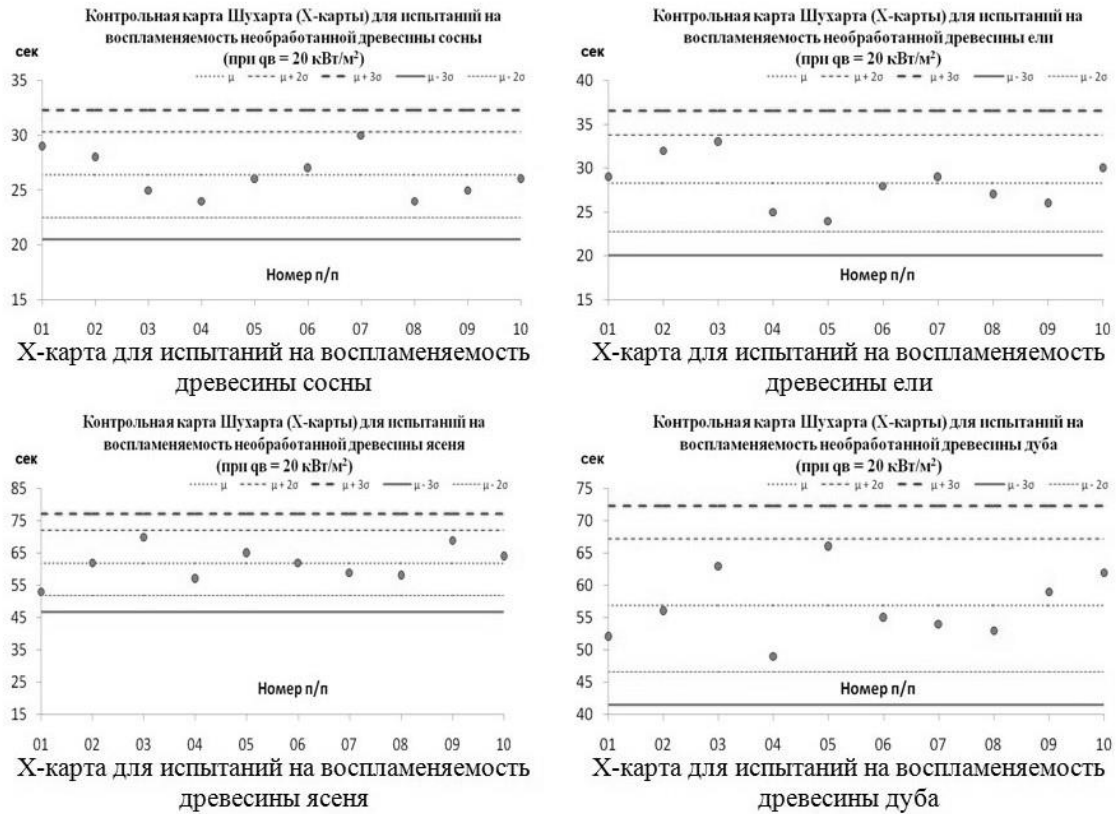 Контрольная карта Шухарта (Х-карты) для испытаний на
воспламеняемость необработанной древесины сосны
(при qв = 20 кВт/м²)
сек
μ μ + 2σ μ + 3σ μ - 3σ μ - 2σ
35
30
25
20
15
Номер п/п
01 02 03 04 05 06 07 08 09 10
Х-карта для испытаний на воспламеняемость
древесины сосны
Контрольная карта Шухарта (Х-карты) для испытаний на
воспламеняемость необработанной древесины ели
(при qв = 20 кВт/м²)
сек
μ μ + 2σ μ + 3σ μ - 3σ μ - 2σ
40
35
30
25
20
15
Номер п/п
01 02 03 04 05 06 07 08 09 10
Х-карта для испытаний на воспламеняемость
древесины ели
Контрольная карта Шухарта (Х-карты) для испытаний на
воспламеняемость необработанной древесины ясеня
(при qв = 20 кВт/м²)
сек
μ μ + 2σ μ + 3σ μ - 3σ μ - 2σ
85
75
65
55
45
35
25
15
Номер п/п
01 02 03 04 05 06 07 08 09 10
Х-карта для испытаний на воспламеняемость
древесины ясеня
Контрольная карта Шухарта (Х-карты) для испытаний на
воспламеняемость необработанной древесины дуба
(при qв = 20 кВт/м²)
сек
μ μ + 2σ μ + 3σ μ - 3σ μ - 2σ
75
70
65
60
55
50
45
40
Номер п/п
01 02 03 04 05 06 07 08 09 10
Х-карта для испытаний на воспламеняемость
древесины дуба